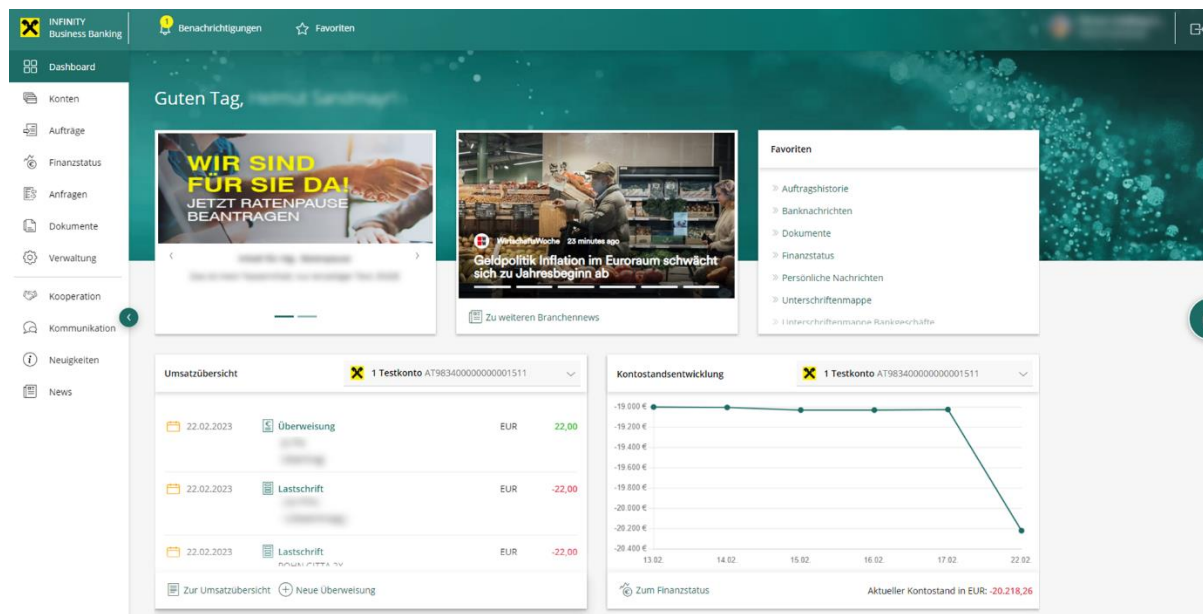 INFINITY
Business Banking
1
Benachrichtigungen
Favoriten
Dashboard
Konten
Aufträge
Finanzstatus
Anfragen
Dokumente
Verwaltung
Kooperation
Kommunikation
Neuigkeiten
News
Guten Tag,
WIR SIND
FÜR SIE DA!
JETZT RATENPAUSE
BEANTRAGEN
WirtschaftsWoche 23 minutes ago
Geldpolitik Inflation im Euroraum schwächt
sich zu Jahresbeginn ab
Zu weiteren Branchennews
Favoriten
Auftragshistorie
Banknachrichten
Dokumente
Finanzstatus
Persönliche Nachrichten
Unterschriftenmappe
Unterschriftenmappe Bankgeschäfte
Umsatzübersicht
1 Testkonto AT983400000000001511
22.02.2023 Überweisung EUR 22,00
22.02.2023 Lastschrift EUR -22,00
22.02.2023 Lastschrift EUR -22,00
Zur Umsatzübersicht
Neue Überweisung
Kontostandsentwicklung
1 Testkonto AT983400000000001511
-19.000 €
-19.200 €
-19.400 €
-19.600 €
-19.800 €
-20.000 €
-20.200 €
-20.400 €
13.02. 14.02. 15.02. 16.02. 17.02. 22.02.
Zum Finanzstatus
Aktueller Kontostand in EUR: -20.218,26